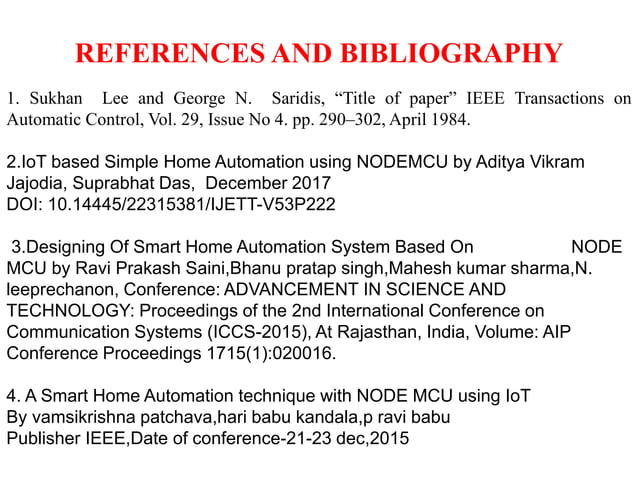 REFERENCES AND BIBLIOGRAPHY
1. Sukhan Lee and George N. Saridis, “Title of paper” IEEE Transactions on
Automatic Control, Vol. 29, Issue No 4. pp. 290–302, April 1984.
2.IoT based Simple Home Automation using NODEMCU by Aditya Vikram
Jajodia, Suprabhat Das, December 2017
DOI: 10.14445/22315381/IJETT-V53P222
3.Designing Of Smart Home Automation System Based On NODE
MCU by Ravi Prakash Saini,Bhanu pratap singh,Mahesh kumar sharma,N.
leeprechanon, Conference: ADVANCEMENT IN SCIENCE AND
TECHNOLOGY: Proceedings of the 2nd International Conference on
Communication Systems (ICCS-2015), At Rajasthan, India, Volume: AIP
Conference Proceedings 1715(1):020016.
4. A Smart Home Automation technique with NODE MCU using IoT
By vamsikrishna patchava,hari babu kandala,p ravi babu
Publisher IEEE,Date of conference-21-23 dec,2015